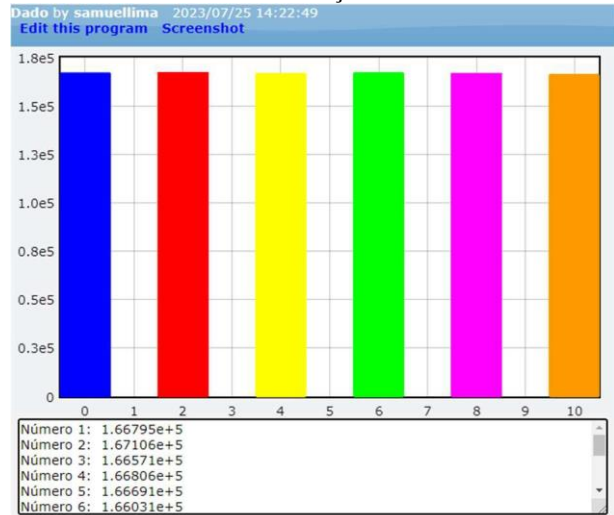 Dado by samuellima 2023/07/25 14:22:49
Edit this program Screenshot
1.8e5
1.5e5
1.3e5
1.0e5
0.8e5
0.5e5
0.3e5
0
0 1 2 3 4 5 6 7 8 9 10
Número 1: 1.66795e+5
Número 2: 1.67106e+5
Número 3: 1.66571e+5
Número 4: 1.66806e+5
Número 5: 1.66691e+5
Número 6: 1.66031e+5